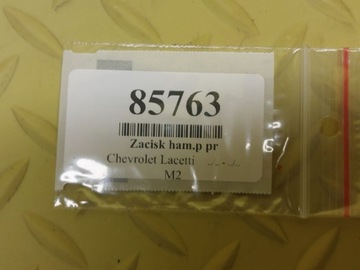 85763
Zacisk ham.p pr
Chevrolet Lacetti
M2